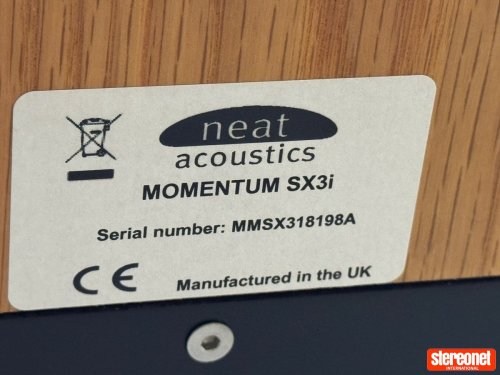 neat
acoustics
MOMENTUM SX3i
Serial number: MMSX318198A
CE
Manufactured in the UK
stereonet
INTERNATIONAL